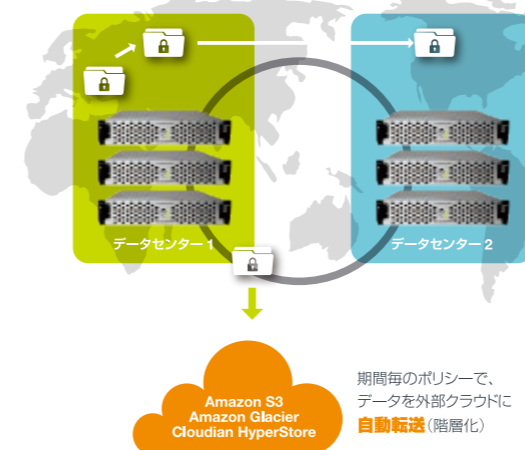 データセンター 1
データセンター 2
Amazon S3
Amazon Glacier
Cloudian HyperStore
期間毎のポリシーで、
データを外部クラウドに
自動転送（階層化）